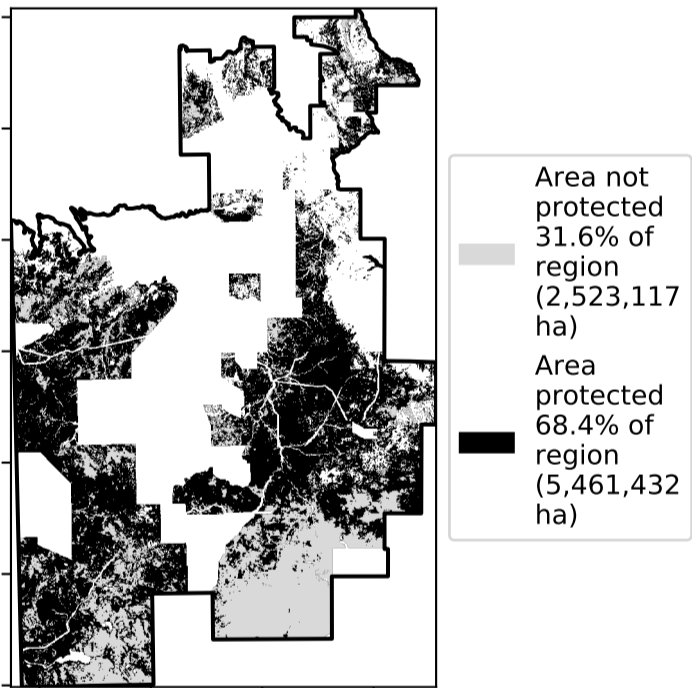 Area not
protected
31.6% of
region
(2,523,117
ha)
Area
protected
68.4% of
region
(5,461,432
ha)